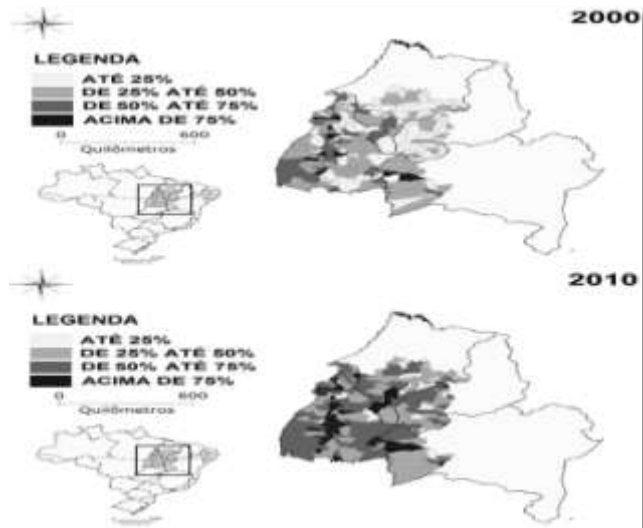 2000
LEGENDA
ATÉ 25%
DE 25% ATÉ 50%
DE 50% ATÉ 75%
ACIMA DE 75%
0 600
Quilômetros
2010
LEGENDA
ATÉ 25%
DE 25% ATÉ 50%
DE 50% ATÉ 75%
ACIMA DE 75%
0 600
Quilômetros